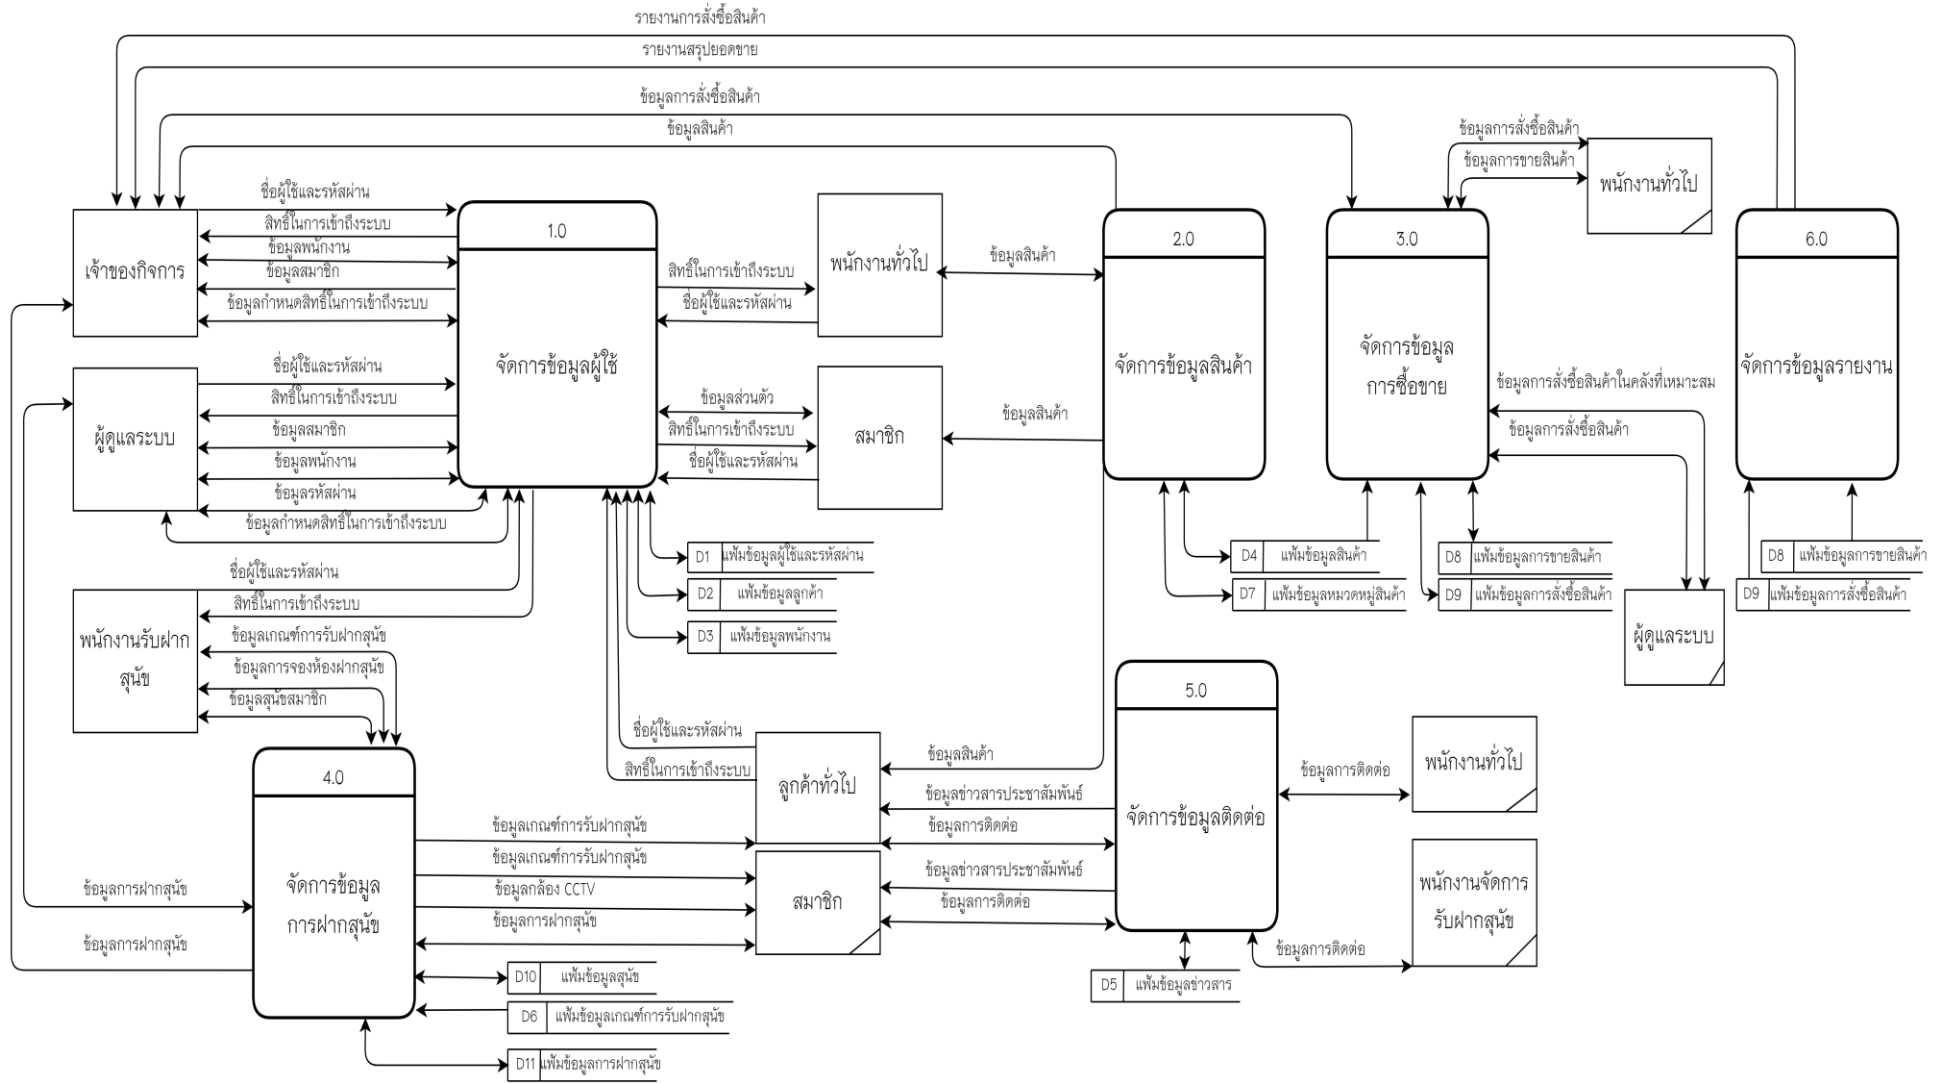 รายงานการสั่งซื้อสินค้า
รายงานสรุปยอดขาย
ข้อมูลการสั่งซื้อสินค้า
ข้อมูลสินค้า
ข้อมูลการสั่งซื้อสินค้า
ข้อมูลการขายสินค้า
พนักงานทั่วไป
ชื่อผู้ใช้และรหัสผ่าน
สิทธิ์ในการเข้าถึงระบบ
ข้อมูลพนักงาน
ข้อมูลสมาชิก
ข้อมูลกำหนดสิทธิ์ในการเข้าถึงระบบ
เจ้าของกิจการ
1.0
จัดการข้อมูลผู้ใช้
สิทธิ์ในการเข้าถึงระบบ
ชื่อผู้ใช้และรหัสผ่าน
พนักงานทั่วไป
ข้อมูลสินค้า
2.0
จัดการข้อมูลสินค้า
3.0
จัดการข้อมูล
การซื้อขาย
6.0
จัดการข้อมูลรายงาน
ชื่อผู้ใช้และรหัสผ่าน
สิทธิ์ในการเข้าถึงระบบ
ข้อมูลสมาชิก
ข้อมูลพนักงาน
ข้อมูลรหัสผ่าน
ข้อมูลกำหนดสิทธิ์ในการเข้าถึงระบบ
ผู้ดูแลระบบ
ข้อมูลส่วนตัว
สิทธิ์ในการเข้าถึงระบบ
ชื่อผู้ใช้และรหัสผ่าน
สมาชิก
ข้อมูลสินค้า
ข้อมูลการสั่งซื้อสินค้าในคลังที่เหมาะสม
ข้อมูลการสั่งซื้อสินค้า
D1 แฟ้มข้อมูลผู้ใช้และรหัสผ่าน
D2 แฟ้มข้อมูลลูกค้า
D3 แฟ้มข้อมูลพนักงาน
D4 แฟ้มข้อมูลสินค้า
D7 แฟ้มข้อมูลหมวดหมู่สินค้า
D8 แฟ้มข้อมูลการขายสินค้า
D9 แฟ้มข้อมูลการสั่งซื้อสินค้า
D8 แฟ้มข้อมูลการขายสินค้า
D9 แฟ้มข้อมูลการสั่งซื้อสินค้า
ผู้ดูแลระบบ
ชื่อผู้ใช้และรหัสผ่าน
สิทธิ์ในการเข้าถึงระบบ
ข้อมูลเกณฑ์การรับฝากสุนัข
ข้อมูลการจองห้องฝากสุนัข
ข้อมูลสุนัขสมาชิก
พนักงานรับฝาก
สุนัข
4.0
จัดการข้อมูล
การฝากสุนัข
ข้อมูลการฝากสุนัข
ข้อมูลการฝากสุนัข
ชื่อผู้ใช้และรหัสผ่าน
สิทธิ์ในการเข้าถึงระบบ
ลูกค้าทั่วไป
ข้อมูลเกณฑ์การรับฝากสุนัข
ข้อมูลเกณฑ์การรับฝากสุนัข
ข้อมูลกล้อง CCTV
ข้อมูลการฝากสุนัข
สมาชิก
ข้อมูลสินค้า
ข้อมูลข่าวสารประชาสัมพันธ์
ข้อมูลการติดต่อ
ข้อมูลข่าวสารประชาสัมพันธ์
ข้อมูลการติดต่อ
5.0
จัดการข้อมูลติดต่อ
ข้อมูลการติดต่อ
พนักงานทั่วไป
พนักงานจัดการ
รับฝากสุนัข
ข้อมูลการติดต่อ
D5 แฟ้มข้อมูลข่าวสาร
D10 แฟ้มข้อมูลสุนัข
D6 แฟ้มข้อมูลเกณฑ์การรับฝากสุนัข
D11 แฟ้มข้อมูลการฝากสุนัข